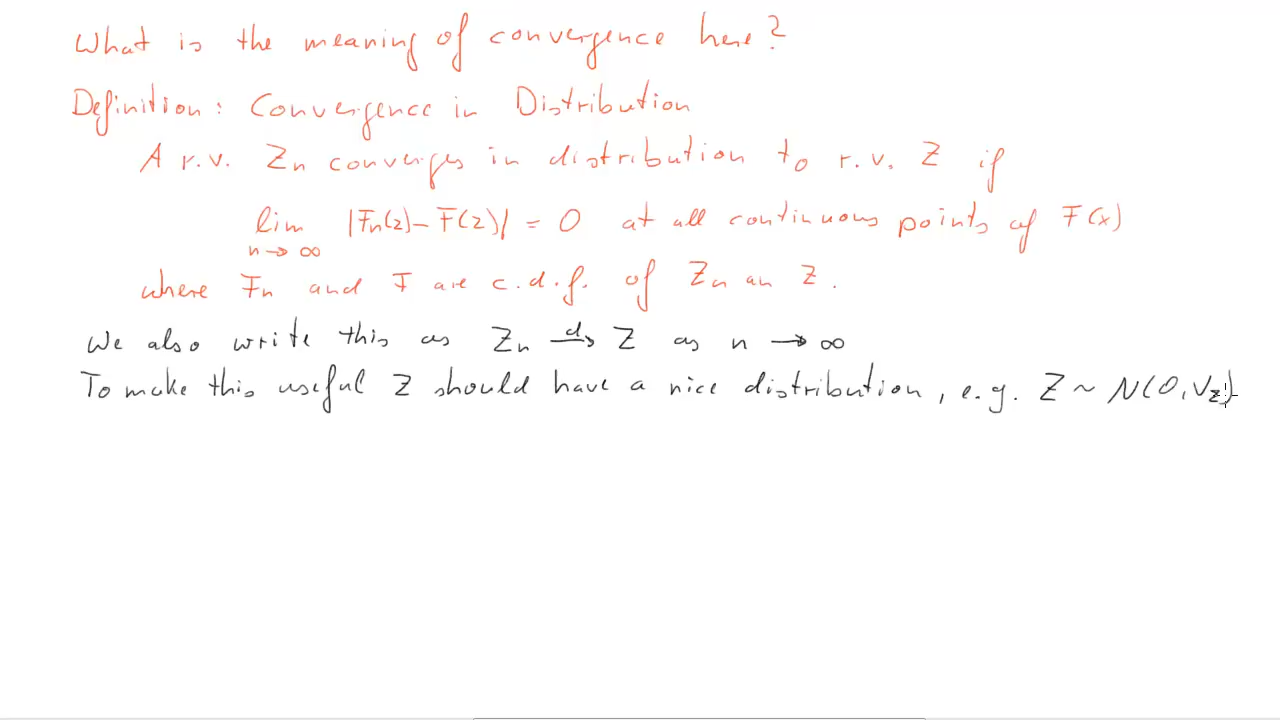 What is the meaning of convergence here?
Definition: Convergence in Distribution
A r.v. Zn converges in distribution to r.v. Z if
lim n→∞ |Fn(z)-F(z)| = 0 at all continuous points of F(x)
where Fn and F are c.d.f. of Zn an Z.
We also write this as Zn →d Z as n → ∞
To make this useful Z should have a nice distribution, e.g. Z ~ N(0,Vz)